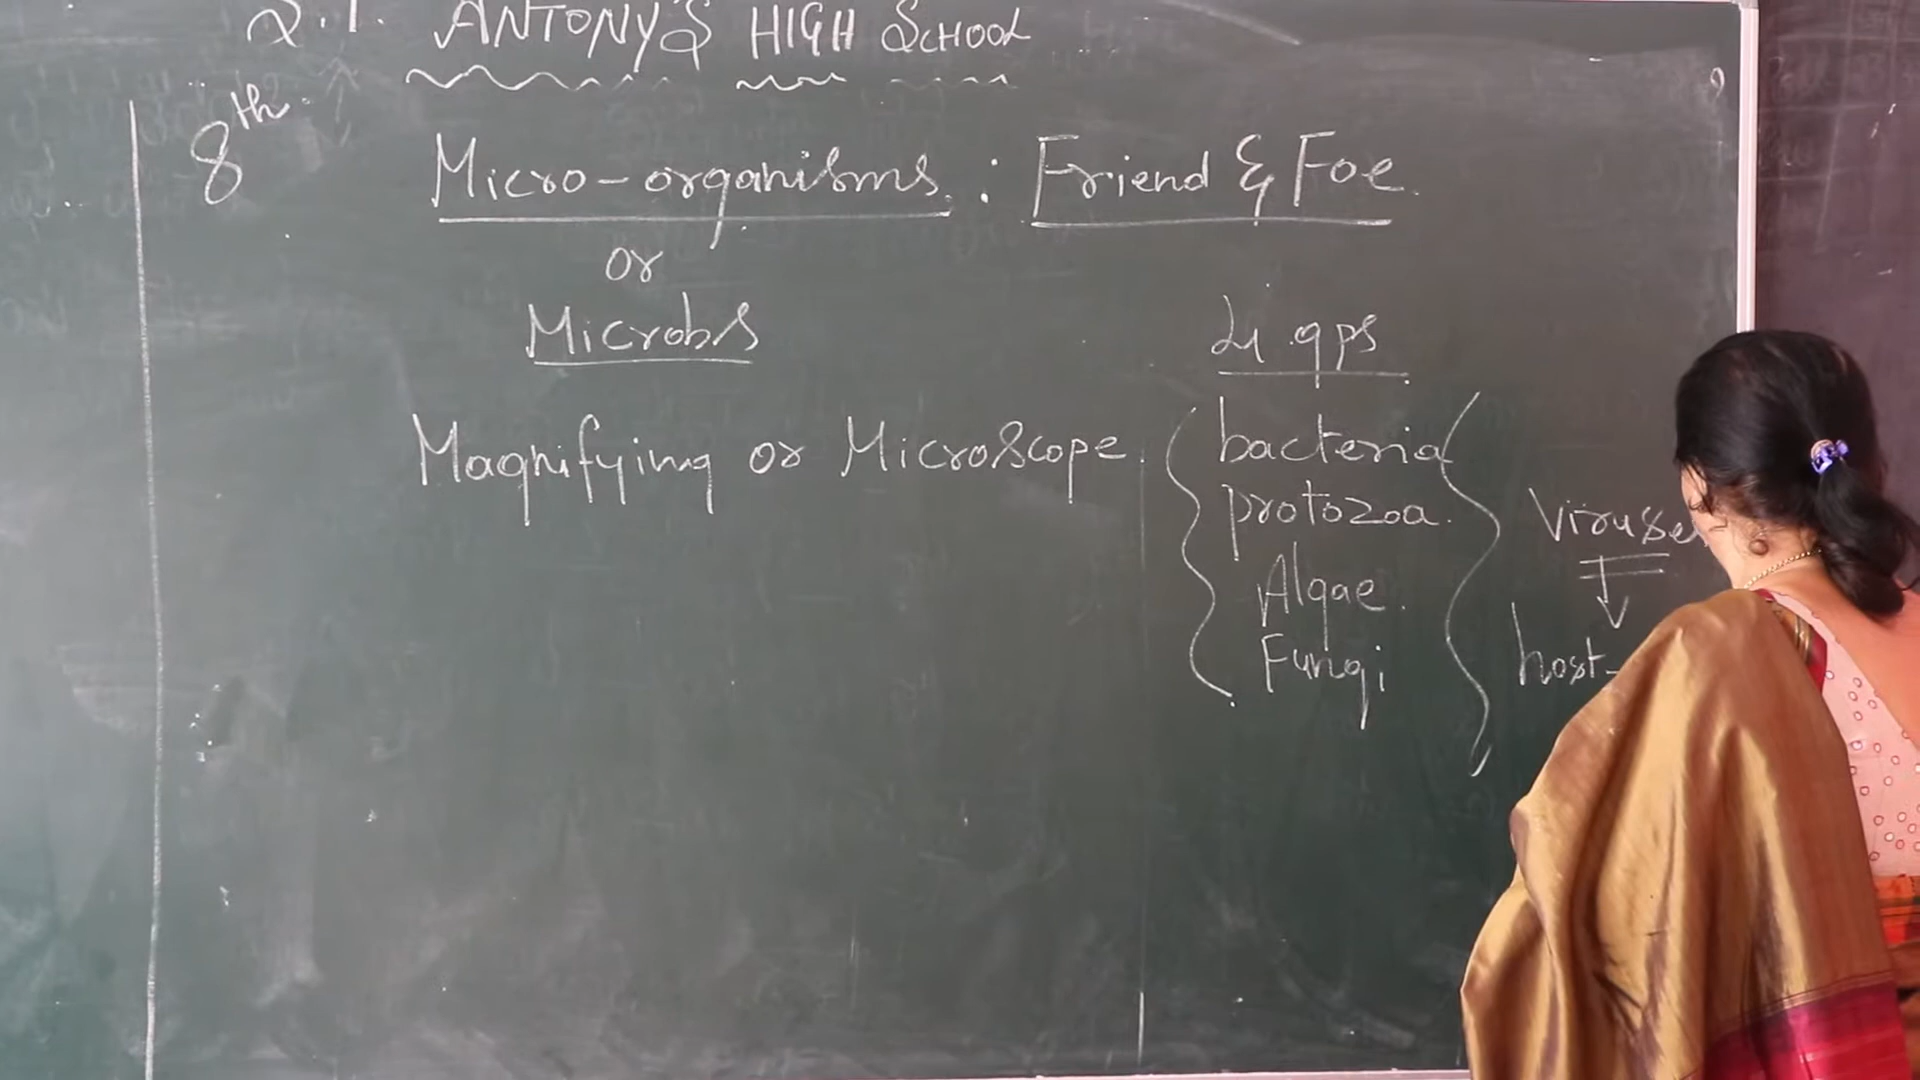 S.T. ANTONY'S HIGH SCHOOL
8th
Micro-organisms : Friend & Foe.
or
Microbs
4 gps
Magnifying or Microscope.
bacteria
protozoa.
Algae.
Fungi
Viruse
host-